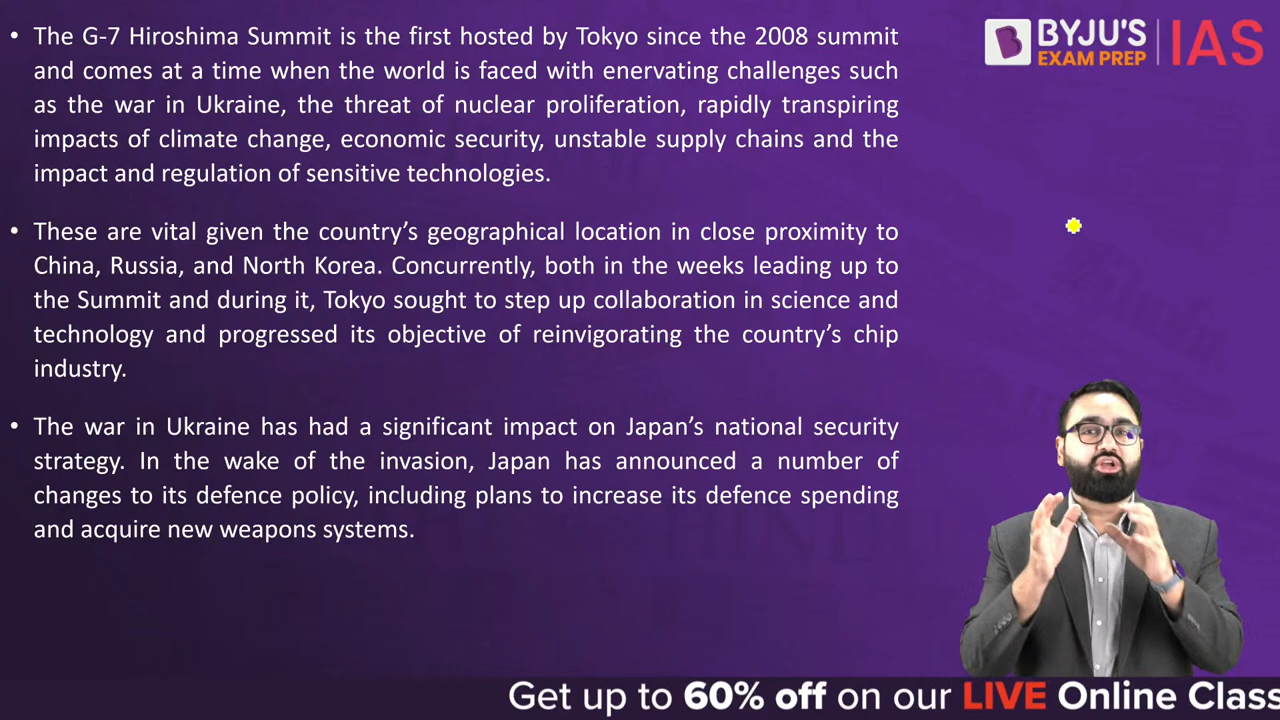 • The G-7 Hiroshima Summit is the first hosted by Tokyo since the 2008 summit
and comes at a time when the world is faced with enervating challenges such
as the war in Ukraine, the threat of nuclear proliferation, rapidly transpiring
impacts of climate change, economic security, unstable supply chains and the
impact and regulation of sensitive technologies.
• These are vital given the country’s geographical location in close proximity to
China, Russia, and North Korea. Concurrently, both in the weeks leading up to
the Summit and during it, Tokyo sought to step up collaboration in science and
technology and progressed its objective of reinvigorating the country’s chip
industry.
• The war in Ukraine has had a significant impact on Japan’s national security
strategy. In the wake of the invasion, Japan has announced a number of
changes to its defence policy, including plans to increase its defence spending
and acquire new weapons systems.
BYJU'S
EXAM PREP
IAS
Get up to 60% off on our LIVE Online Class